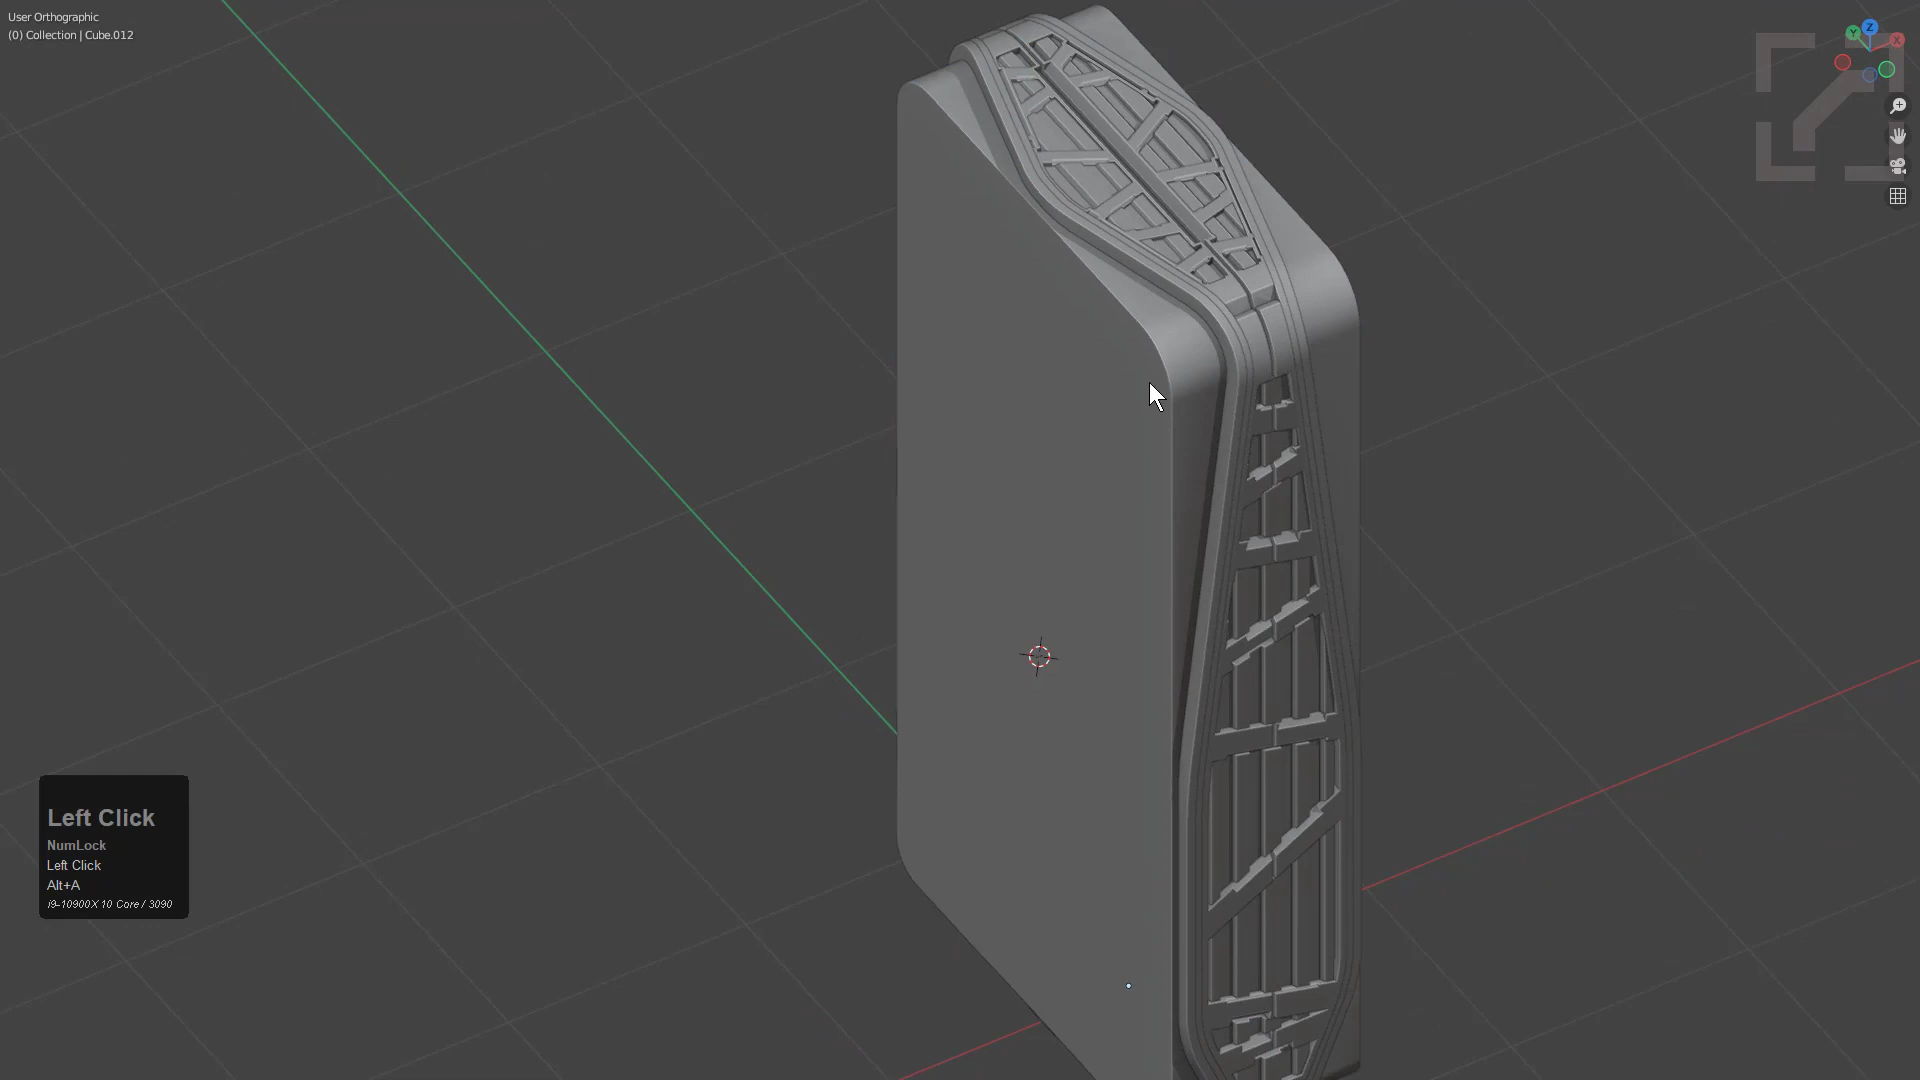 User Orthographic
(0) Collection | Cube.012
Z
Y
X
Left Click
NumLock
Left Click
Alt+A
i9-10900X 10 Core / 3090